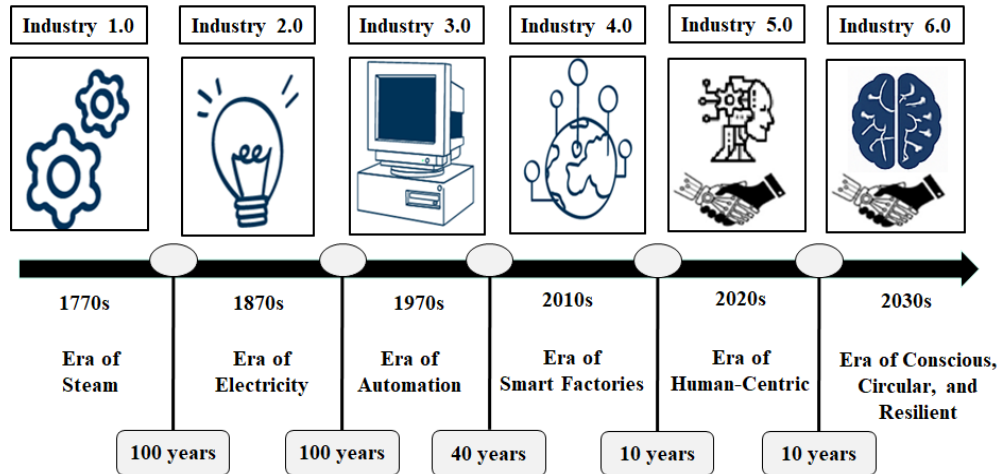 Industry 1.0
Industry 2.0
Industry 3.0
Industry 4.0
Industry 5.0
Industry 6.0
1770s
1870s
1970s
2010s
2020s
2030s
Era of
Steam
Era of
Electricity
Era of
Automation
Era of
Smart Factories
Era of
Human-Centric
Era of Conscious,
Circular, and
Resilient
100 years
100 years
40 years
10 years
10 years